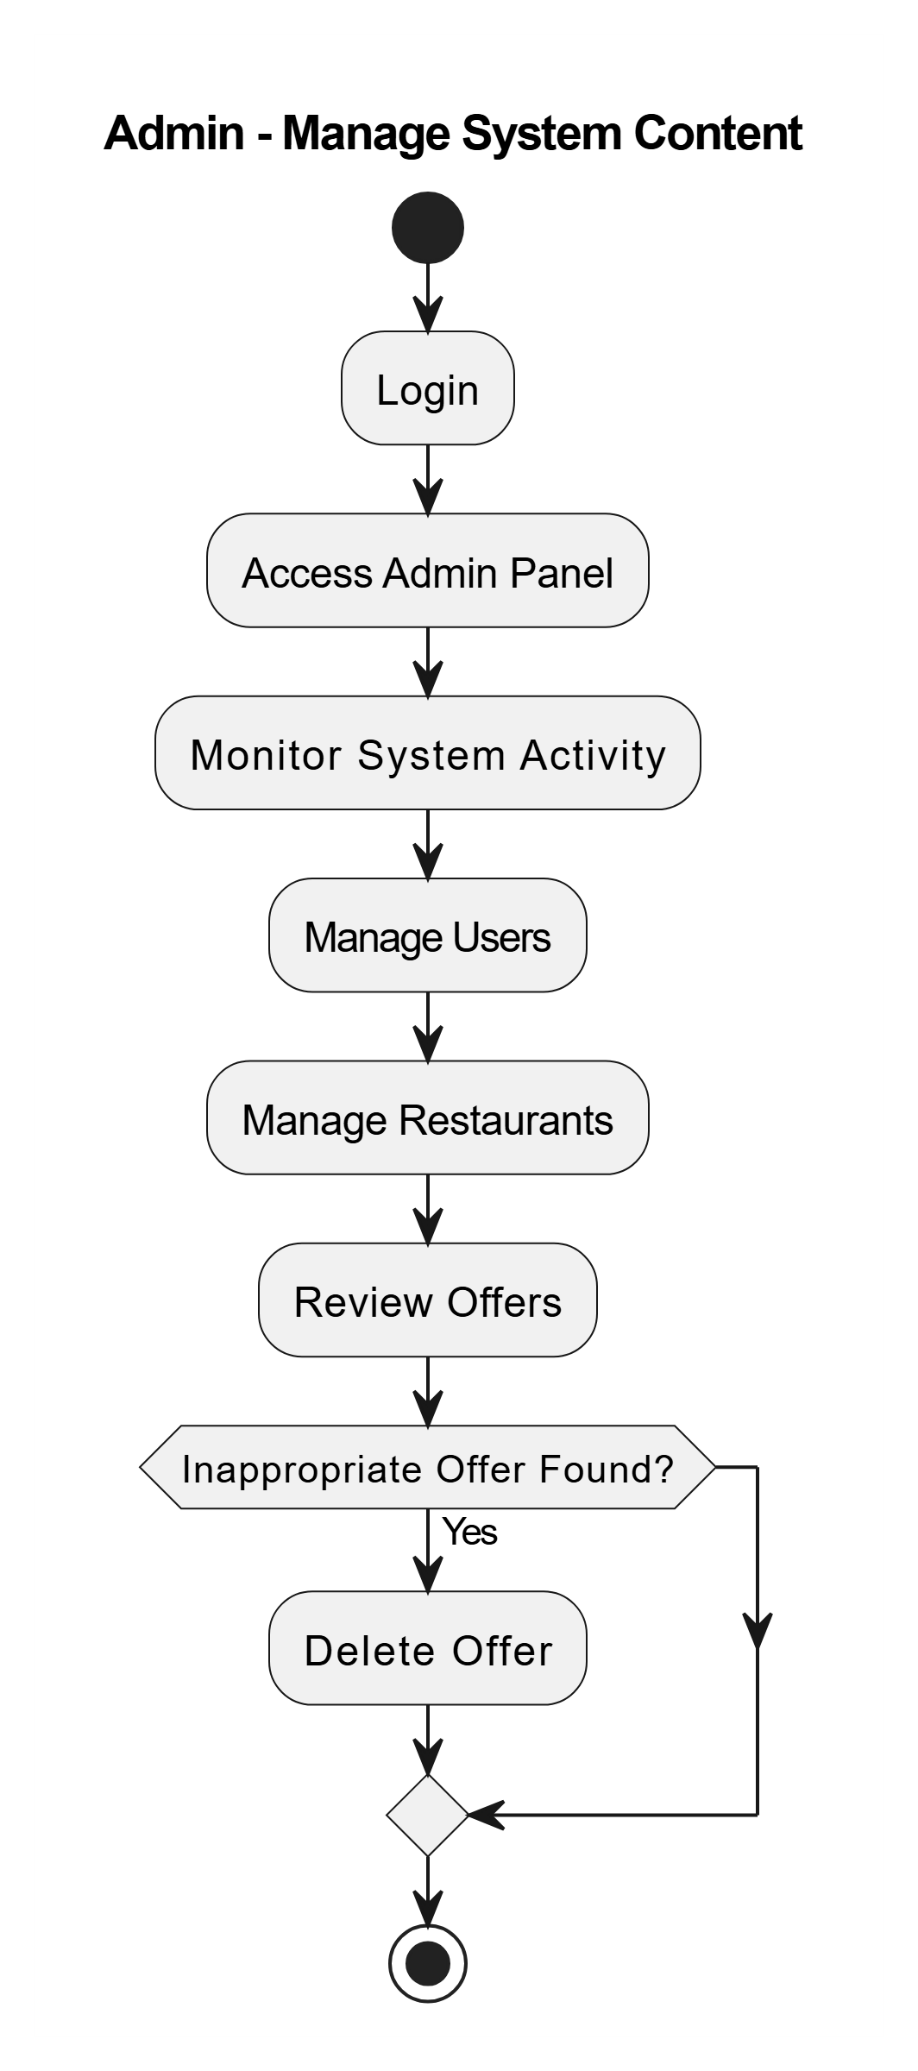 Admin - Manage System Content
Login
Access Admin Panel
Monitor System Activity
Manage Users
Manage Restaurants
Review Offers
Inappropriate Offer Found?
Yes
Delete Offer